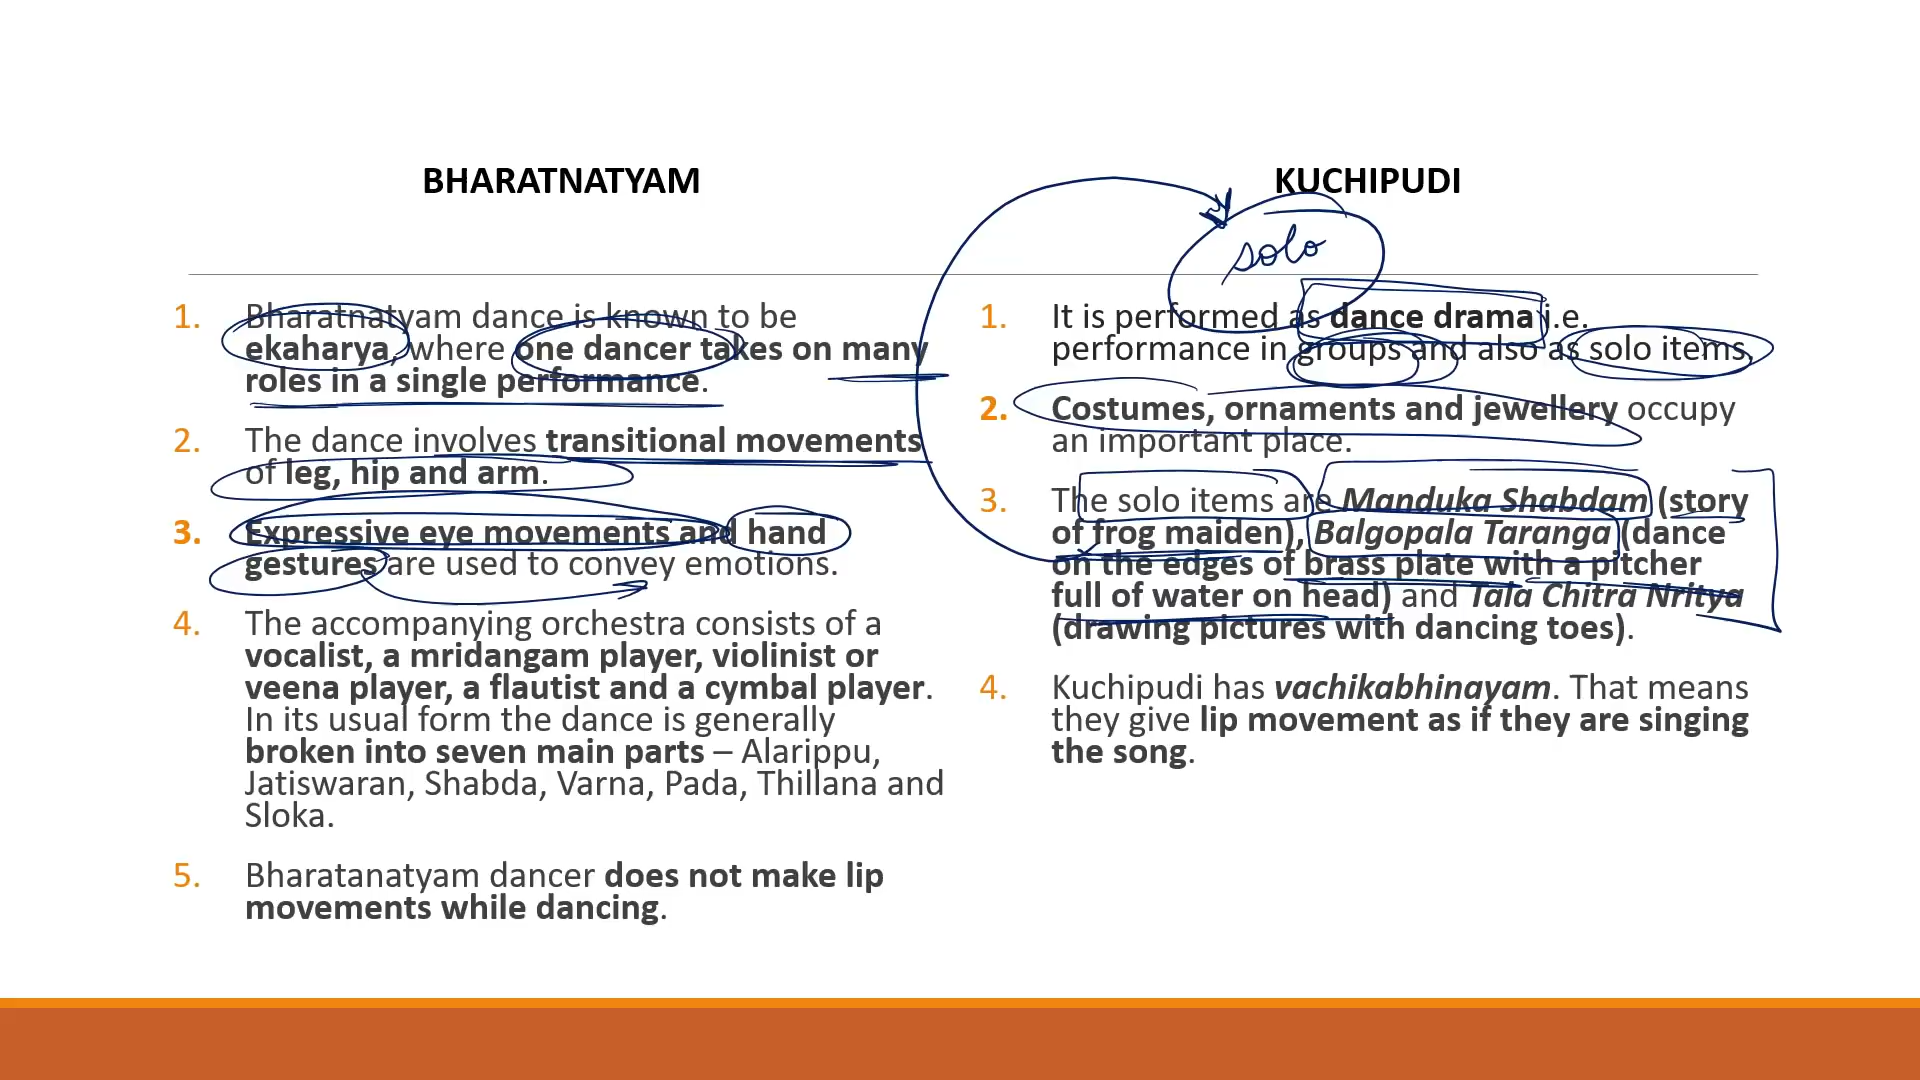 BHARATNATYAM
1. Bharatnatyam dance is known to be
ekaharya, where one dancer takes on many
roles in a single performance.
2. The dance involves transitional movements
of leg, hip and arm.
3. Expressive eye movements and hand
gestures are used to convey emotions.
4. The accompanying orchestra consists of a
vocalist, a mridangam player, violinist or
veena player, a flautist and a cymbal player.
In its usual form the dance is generally
broken into seven main parts – Alarippu,
Jatiswaran, Shabda, Varna, Pada, Thillana and
Sloka.
5. Bharatanatyam dancer does not make lip
movements while dancing.
KUCHIPUDI
solo
1. It is performed as dance drama i.e.
performance in groups and also as solo items.
2. Costumes, ornaments and jewellery occupy
an important place.
3. The solo items are Manduka Shabdam (story
of frog maiden), Balgopala Taranga (dance
on the edges of brass plate with a pitcher
full of water on head) and Tala Chitra Nritya
(drawing pictures with dancing toes).
4. Kuchipudi has vachikabhinayam. That means
they give lip movement as if they are singing
the song.